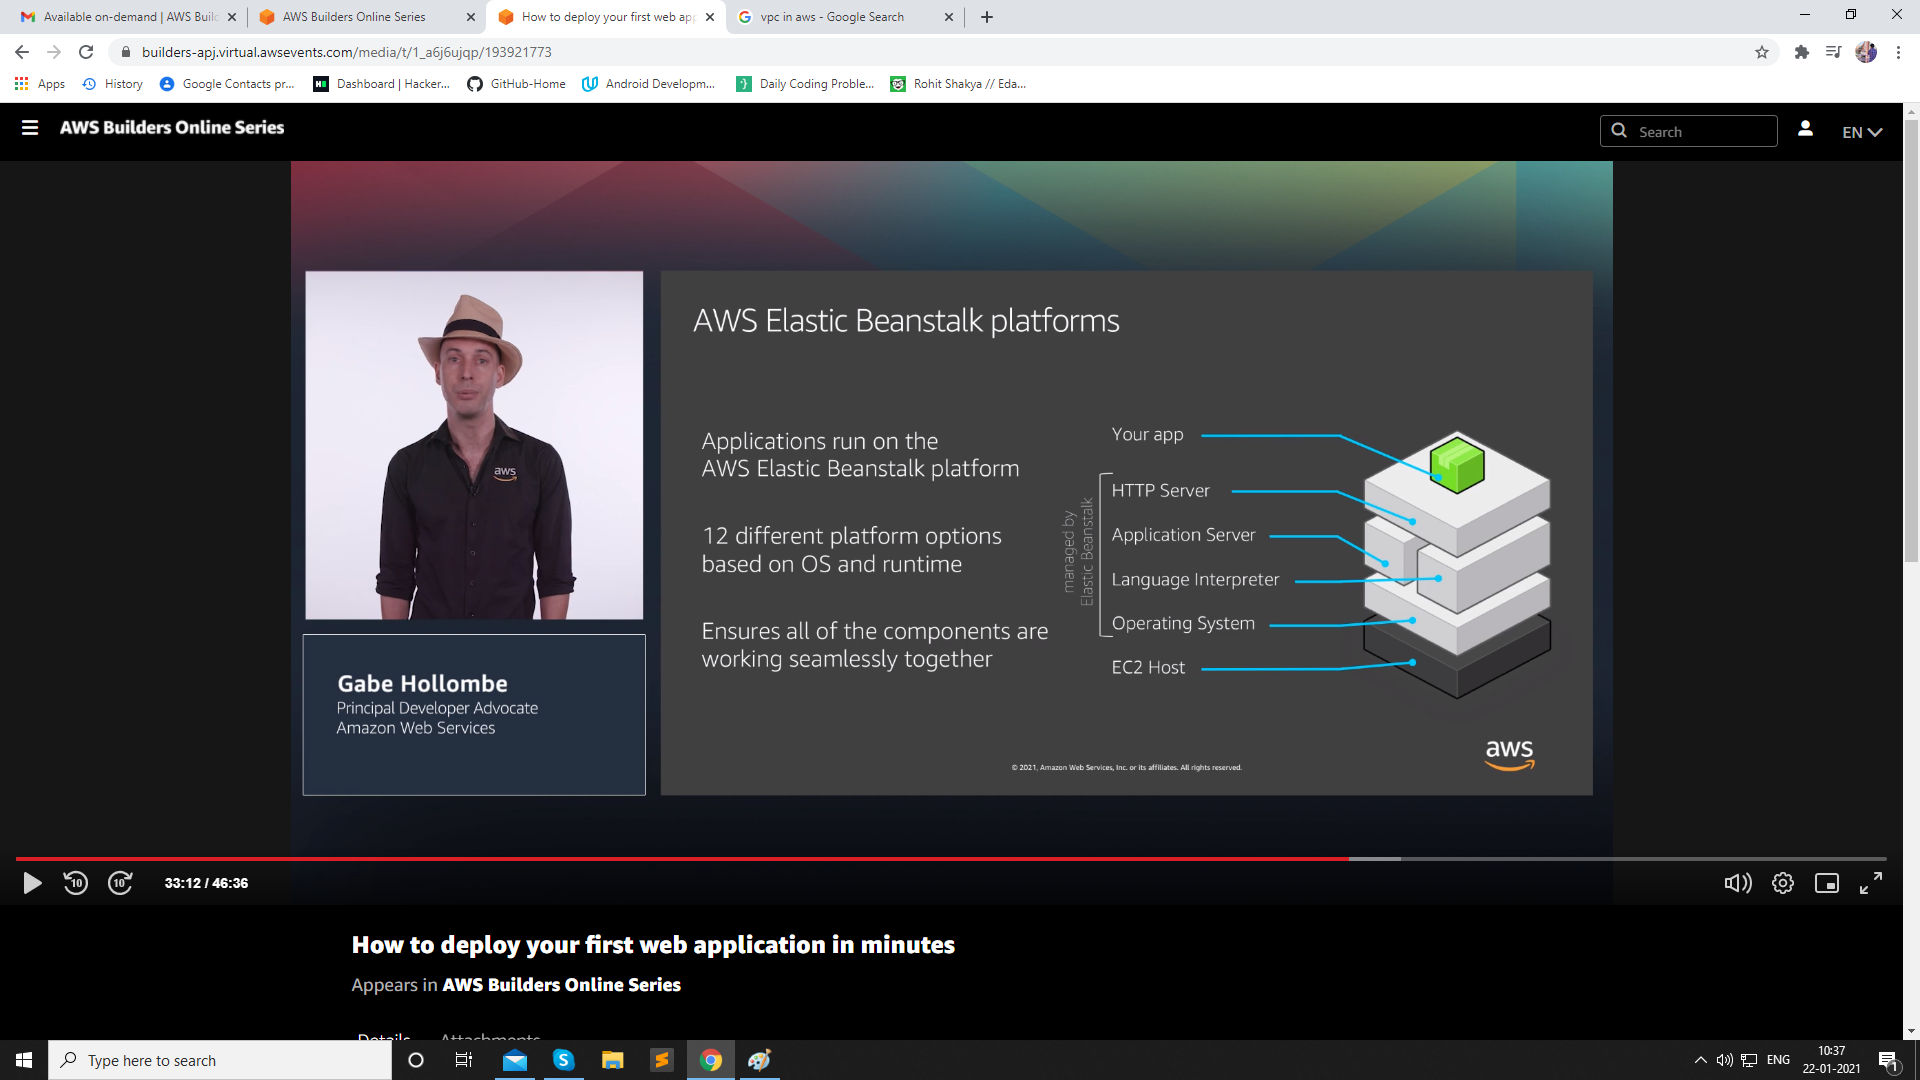 Available on-demand | AWS Buil
AWS Builders Online Series
How to deploy your first web ap
vpc in aws - Google Search
builders-apj.virtual.awsevents.com/media/t/1_a6j6ujqp/193921773
Apps
History
Google Contacts pr...
Dashboard | Hacker...
GitHub-Home
Android Developm...
Daily Coding Proble...
Rohit Shakya // Eda...
AWS Builders Online Series
Search
EN
AWS Elastic Beanstalk platforms
aws
Applications run on the
AWS Elastic Beanstalk platform
12 different platform options
based on OS and runtime
Ensures all of the components are
working seamlessly together
managed by
Elastic Beanstalk
Your app
HTTP Server
Application Server
Language Interpreter
Operating System
EC2 Host
Gabe Hollombe
Principal Developer Advocate
Amazon Web Services
© 2021, Amazon Web Services, Inc. or its affiliates. All rights reserved.
aws
10
10
33:12 / 46:36
How to deploy your first web application in minutes
Appears in AWS Builders Online Series
Details
Attachments
Type here to search
ENG
10:37
22-01-2021
1